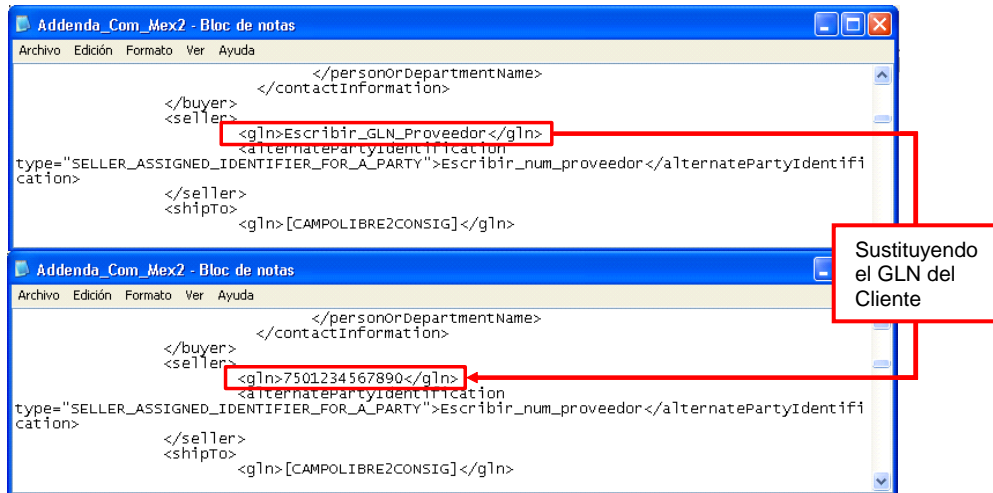 Addenda_Com_Mex2 - Bloc de notas
Archivo Edición Formato Ver Ayuda
</personOrDepartmentName>
</contactInformation>
</buyer>
<seller>
<gln>Escribir_GLN_Proveedor</gln>
<alternatePartyIdentification
type="SELLER_ASSIGNED_IDENTIFIER_FOR_A_PARTY">Escribir_num_proveedor</alternatePartyIdentifi
cation>
</seller>
<shipTo>
<gln>[CAMPOLIBRE2CONSIG]</gln>
Sustituyendo
el GLN del
Cliente
Addenda_Com_Mex2 - Bloc de notas
Archivo Edición Formato Ver Ayuda
</personOrDepartmentName>
</contactInformation>
</buyer>
<seller>
<gln>7501234567890</gln>
<alternatePartyIdentification
type="SELLER_ASSIGNED_IDENTIFIER_FOR_A_PARTY">Escribir_num_proveedor</alternatePartyIdentifi
cation>
</seller>
<shipTo>
<gln>[CAMPOLIBRE2CONSIG]</gln>